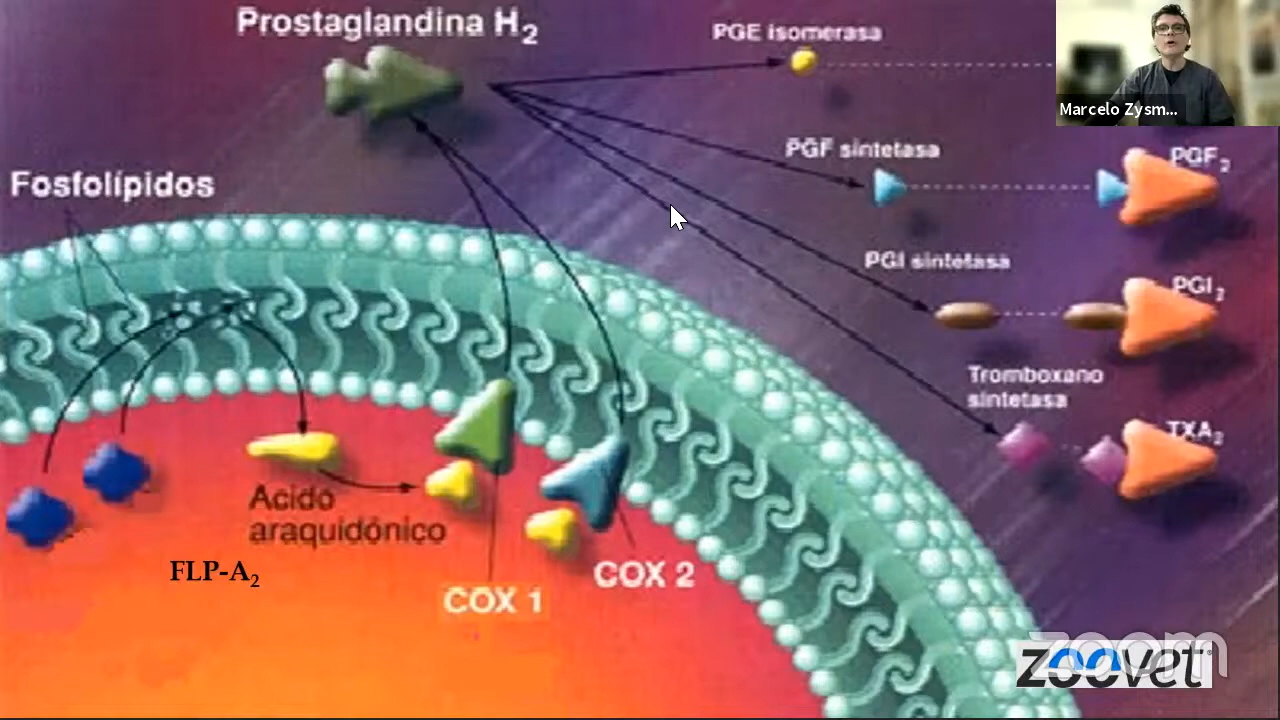 Prostaglandina H2
PGE isomerasa
Marcelo Zysm...
PGF sintetasa
PGF2
Fosfolípidos
PGI sintetasa
PGI2
Tromboxano
sintetasa
TXA2
Acido
araquidónico
FLP-A2
COX 1
COX 2
zoom
zoovet